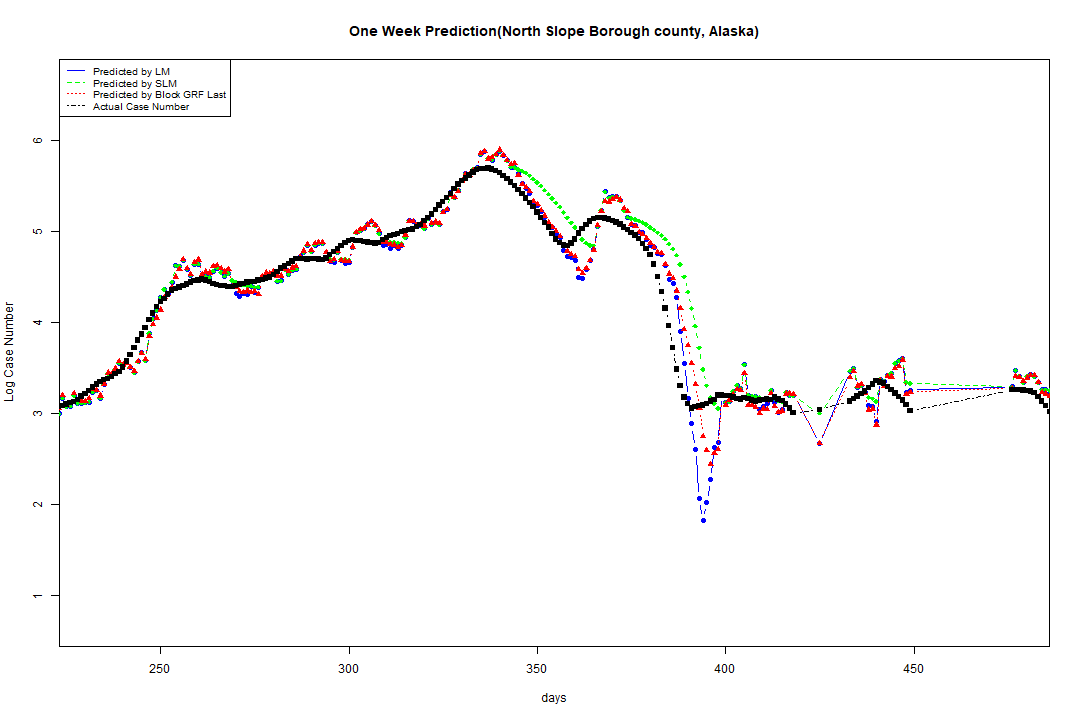 One Week Prediction(North Slope Borough county, Alaska)
Predicted by LM
Predicted by SLM
Predicted by Block GRF Last
Actual Case Number
Log Case Number
6
5
4
3
2
1
250 300 350 400 450
days